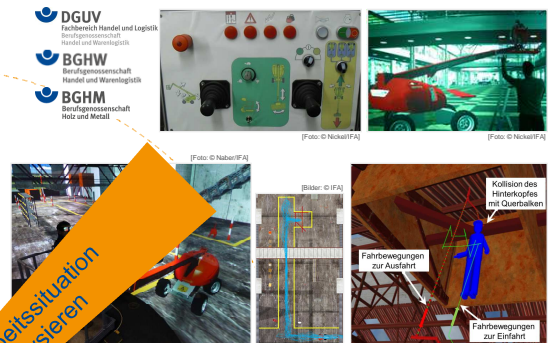 DGUV
Fachbereich Handel und Logistik
Berufsgenossenschaft
Handel und Warenlogistik
BGHW
Berufsgenossenschaft
Handel und Warenlogistik
BGHM
Berufsgenossenschaft
Holz und Metall
[Foto: © Nickel/IFA]
[Foto: © Nickel/IFA]
[Foto: © Naber/IFA]
[Bilder: © IFA]
Kollision des
Hinterkopfes
mit Querbalken
Fahrbewegungen
zur Ausfahrt
Fahrbewegungen
zur Einfahrt
eitssituation
sieren